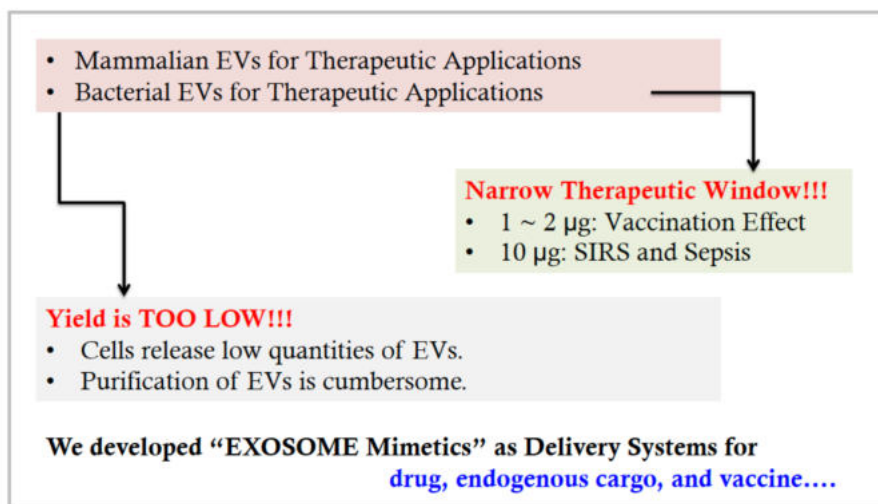 • Mammalian EVs for Therapeutic Applications
• Bacterial EVs for Therapeutic Applications
Narrow Therapeutic Window!!!
• 1 ~ 2 μg: Vaccination Effect
• 10 μg: SIRS and Sepsis
Yield is TOO LOW!!!
• Cells release low quantities of EVs.
• Purification of EVs is cumbersome.
We developed “EXOSOME Mimetics” as Delivery Systems for
drug, endogenous cargo, and vaccine….